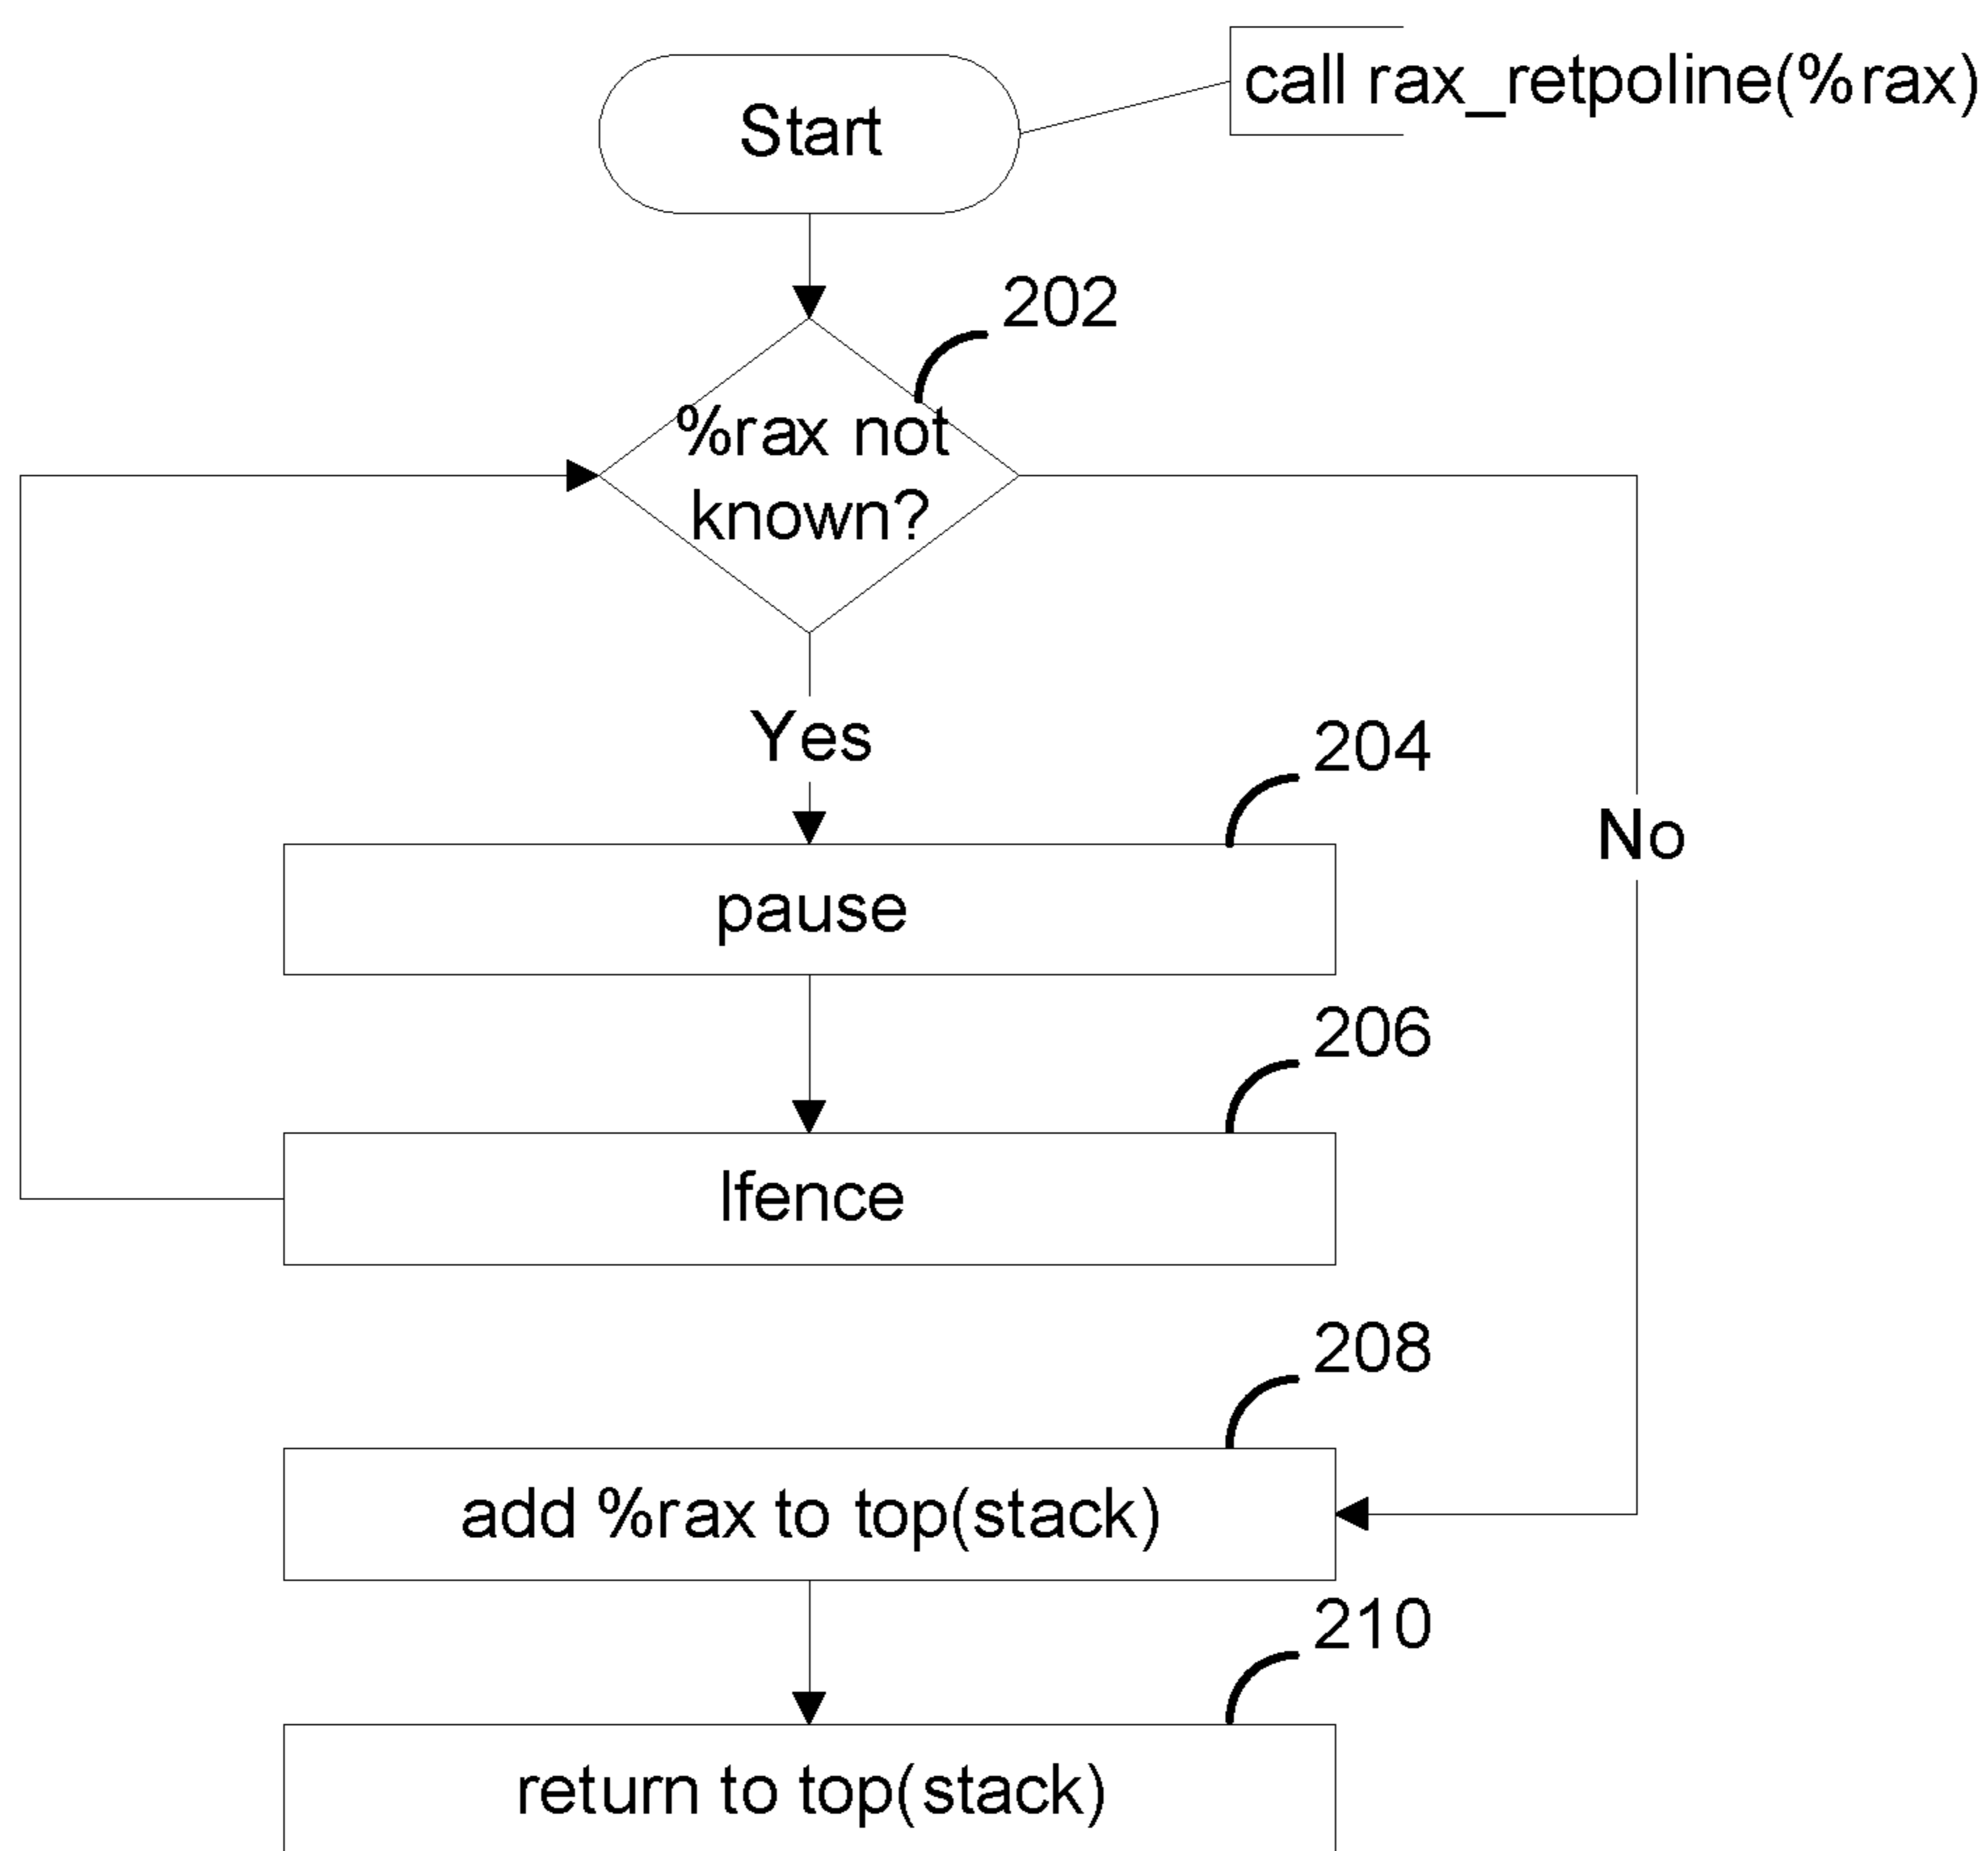 call rax_retpoline(%rax)
Start
202
%rax not
known?
Yes
204
No
pause
206
lfence
208
add %rax to top(stack)
210
return to top(stack)